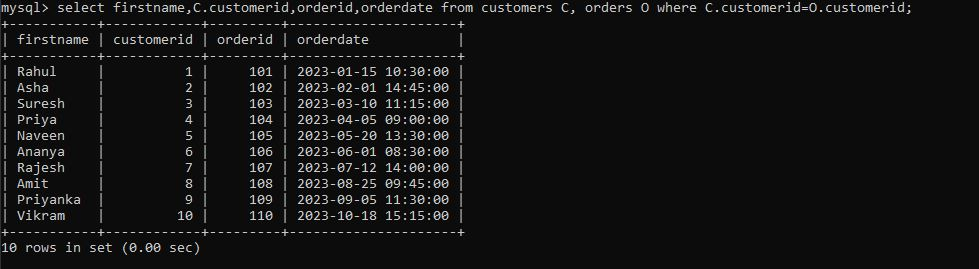 mysql> select firstname,C.customerid,orderid,orderdate from customers C, orders O where C.customerid=O.customerid;
+-----------+------------+---------+---------------------+
| firstname | customerid | orderid | orderdate           |
+-----------+------------+---------+---------------------+
| Rahul     |          1 |     101 | 2023-01-15 10:30:00 |
| Asha      |          2 |     102 | 2023-02-01 14:45:00 |
| Suresh    |          3 |     103 | 2023-03-10 11:15:00 |
| Priya     |          4 |     104 | 2023-04-05 09:00:00 |
| Naveen    |          5 |     105 | 2023-05-20 13:30:00 |
| Ananya    |          6 |     106 | 2023-06-01 08:30:00 |
| Rajesh    |          7 |     107 | 2023-07-12 14:00:00 |
| Amit      |          8 |     108 | 2023-08-25 09:45:00 |
| Priyanka  |          9 |     109 | 2023-09-05 11:30:00 |
| Vikram    |         10 |     110 | 2023-10-18 15:15:00 |
+-----------+------------+---------+---------------------+
10 rows in set (0.00 sec)